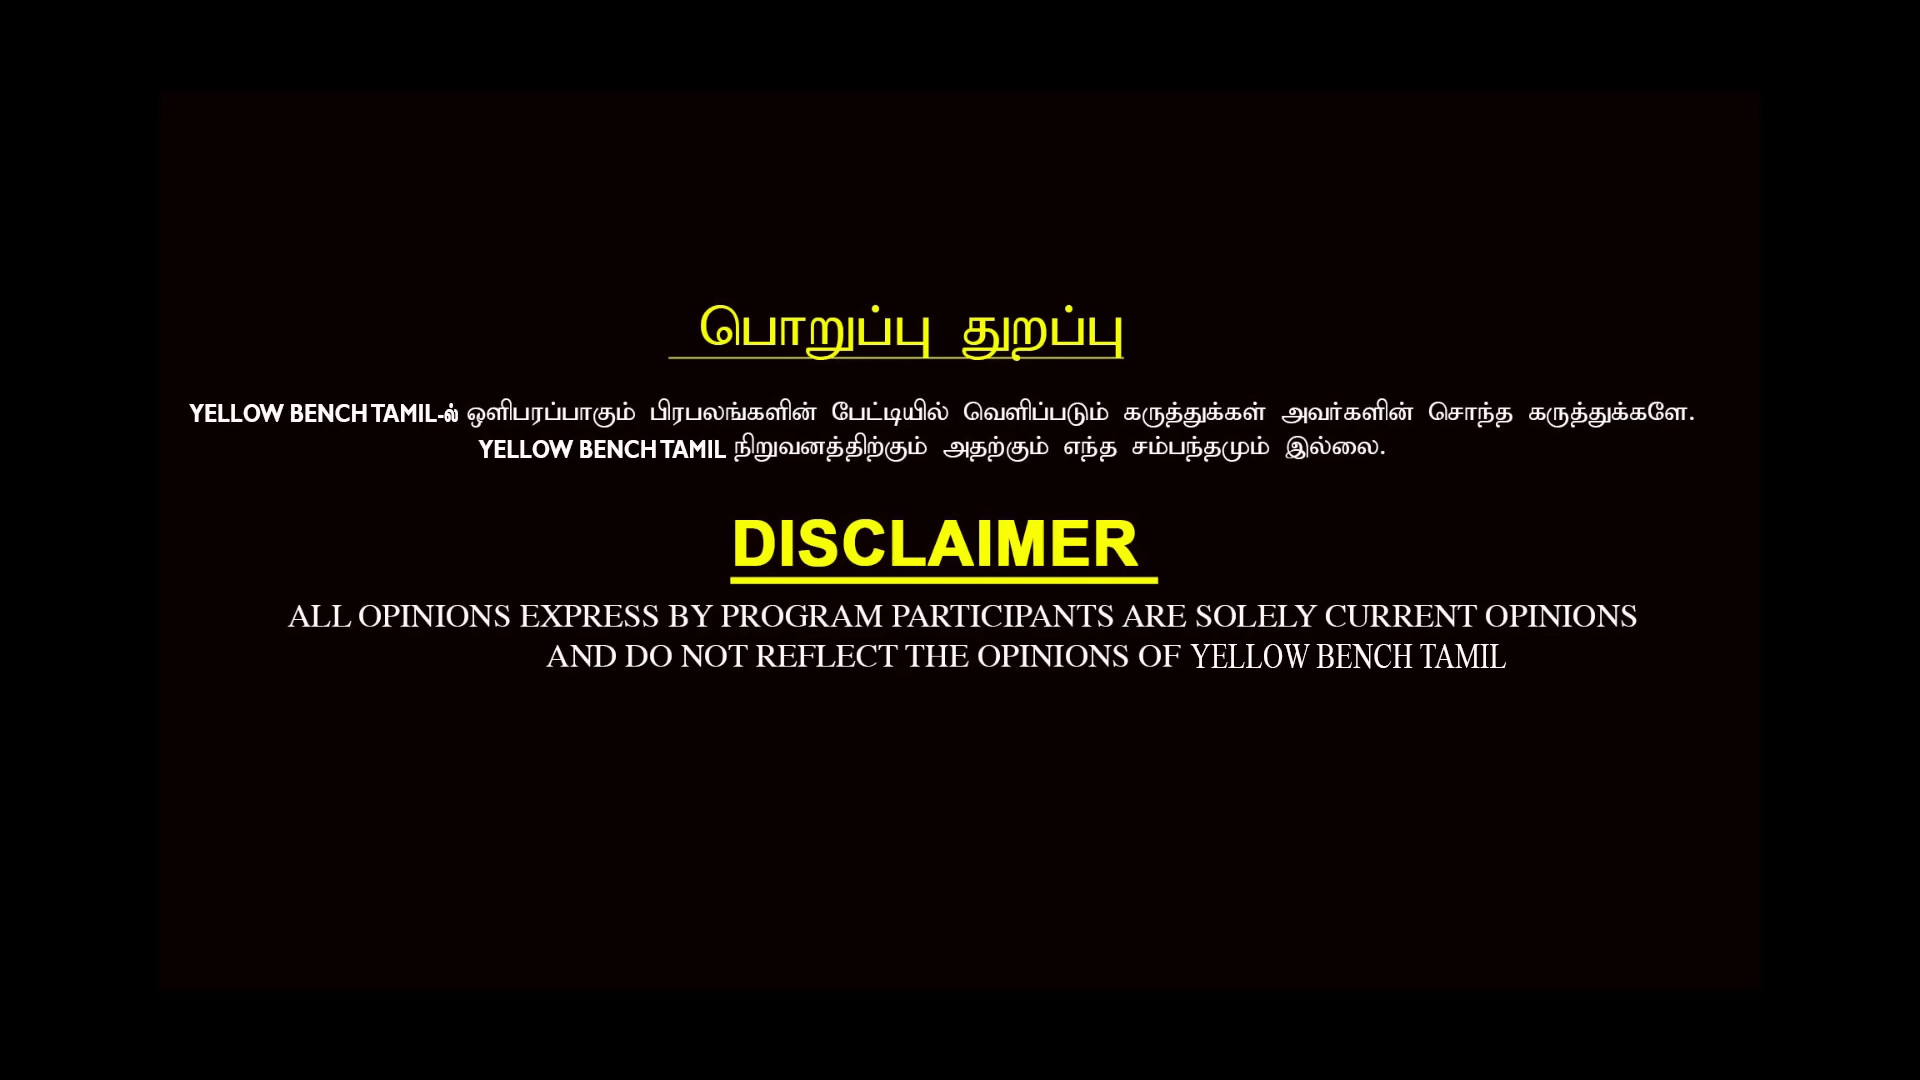 பொறுப்பு துறப்பு
YELLOW BENCH TAMIL-ல் ஒளிபரப்பாகும் பிரபலங்களின் பேட்டியில் வெளிப்படும் கருத்துக்கள் அவர்களின் சொந்த கருத்துக்களே.
YELLOW BENCH TAMIL நிறுவனத்திற்கும் அதற்கும் எந்த சம்பந்தமும் இல்லை.
DISCLAIMER
ALL OPINIONS EXPRESS BY PROGRAM PARTICIPANTS ARE SOLELY CURRENT OPINIONS
AND DO NOT REFLECT THE OPINIONS OF YELLOW BENCH TAMIL